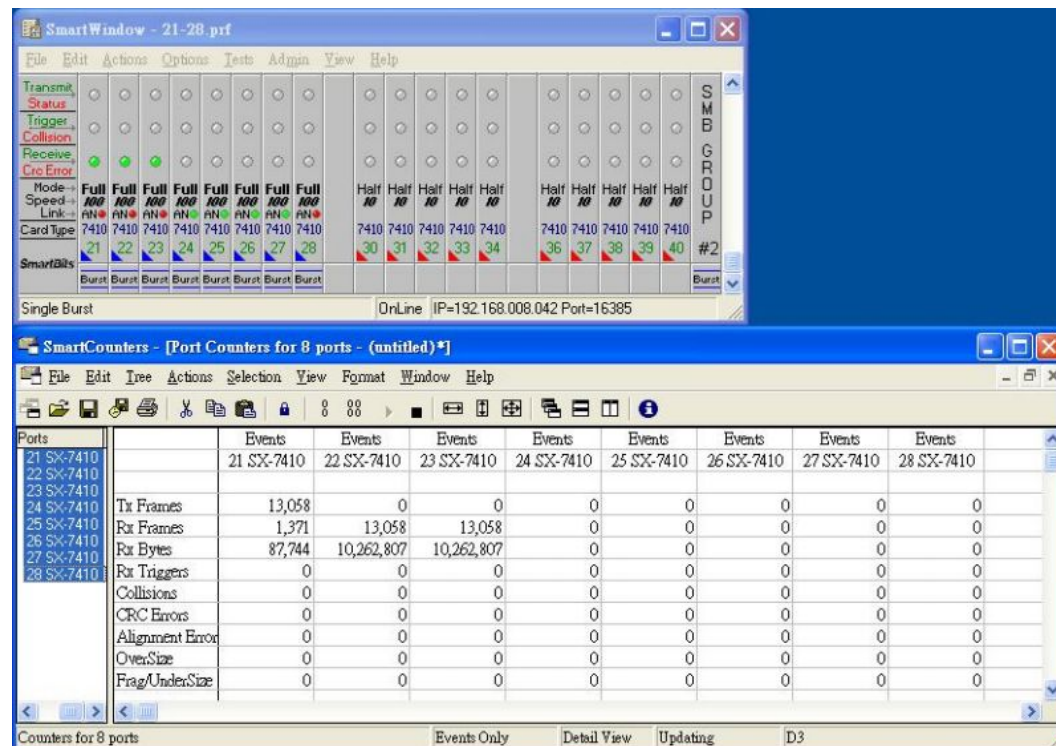 SmartWindow - 21-28.prf
File Edit Actions Options Tests Admin View Help
Transmit
Status
Trigger
Collision
Receive
Crc Error
Mode→ Full Full Full Full Full Full Full Full Half Half Half Half Half Half Half Half Half Half
Speed→ 100 100 100 100 100 100 100 100 10 10 10 10 10 10 10 10 10 10
Link→ AN AN AN AN AN AN AN AN
Card Type 7410 7410 7410 7410 7410 7410 7410 7410 7410 7410 7410 7410 7410 7410 7410 7410 7410 7410
21 22 23 24 25 26 27 28 30 31 32 33 34 36 37 38 39 40 #2
SmartBits
Burst Burst Burst Burst Burst Burst Burst Burst Burst
SMB GROUP
Single Burst OnLine IP=192.168.008.042 Port=16385
SmartCounters - [Port Counters for 8 ports - (untitled)*]
File Edit Tree Actions Selection View Format Window Help
Ports
21 SX-7410
22 SX-7410
23 SX-7410
24 SX-7410
25 SX-7410
26 SX-7410
27 SX-7410
28 SX-7410
Events Events Events Events Events Events Events Events
21 SX-7410 22 SX-7410 23 SX-7410 24 SX-7410 25 SX-7410 26 SX-7410 27 SX-7410 28 SX-7410
Tx Frames 13,058 0 0 0 0 0 0 0
Rx Frames 1,371 13,058 13,058 0 0 0 0 0
Rx Bytes 87,744 10,262,807 10,262,807 0 0 0 0 0
Rx Triggers 0 0 0 0 0 0 0 0
Collisions 0 0 0 0 0 0 0 0
CRC Errors 0 0 0 0 0 0 0 0
Alignment Error 0 0 0 0 0 0 0 0
OverSize 0 0 0 0 0 0 0 0
Frag/UnderSize 0 0 0 0 0 0 0 0
Counters for 8 ports Events Only Detail View Updating D3